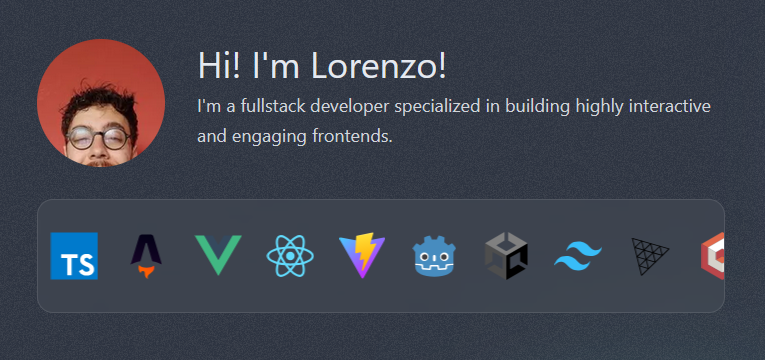 Hi! I'm Lorenzo!
I'm a fullstack developer specialized in building highly interactive
and engaging frontends.
TS